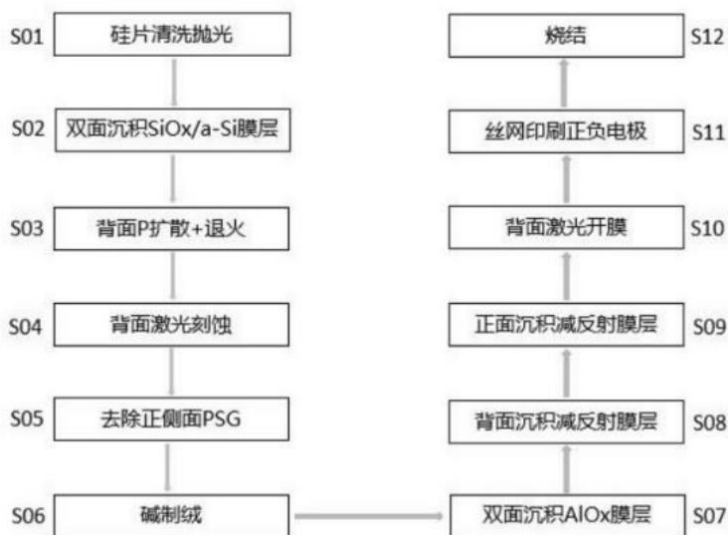 S01 硅片清洗抛光
S02 双面沉积SiOx/a-Si膜层
S03 背面P扩散+退火
S04 背面激光刻蚀
S05 去除正侧面PSG
S06 碱制绒
双面沉积AlOx膜层 S07
背面沉积减反射膜层 S08
正面沉积减反射膜层 S09
背面激光开膜 S10
丝网印刷正负电极 S11
烧结 S12